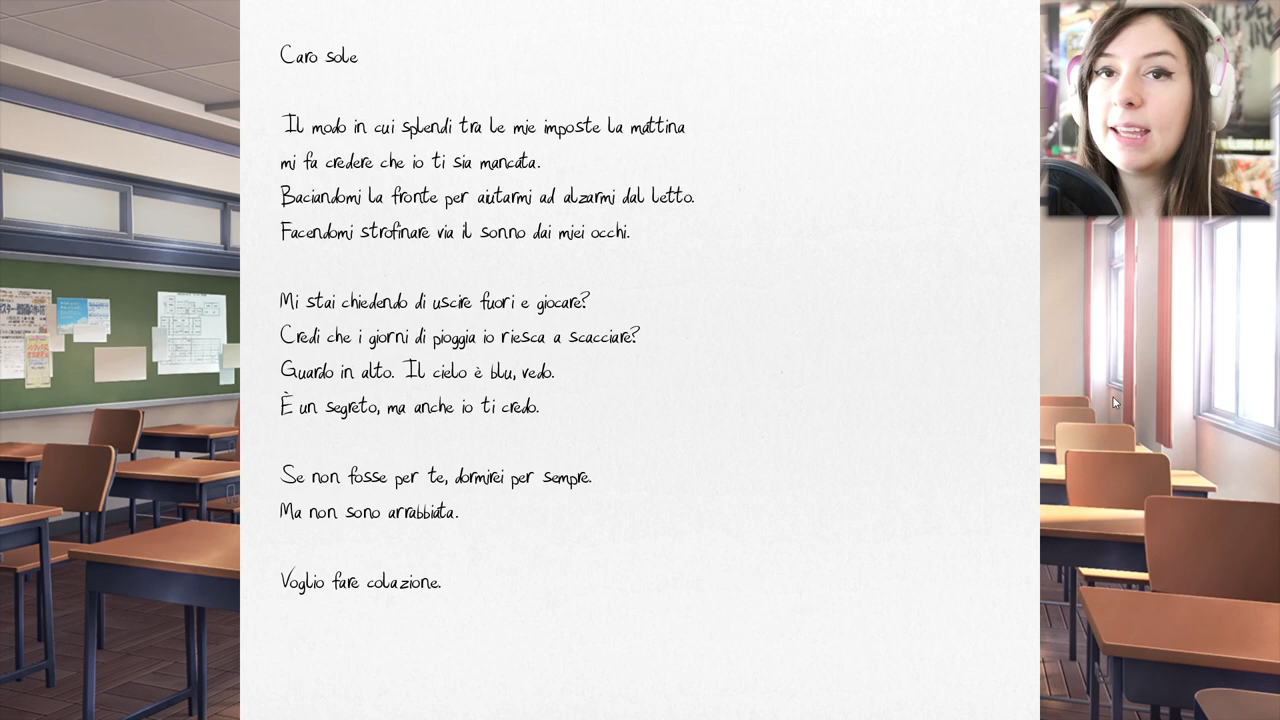 Caro sole
Il modo in cui splendi tra le mie imposte la mattina
mi fa credere che io ti sia mancata.
Baciandomi la fronte per aiutarmi ad alzarmi dal letto.
Facendomi strofinare via il sonno dai miei occhi.
Mi stai chiedendo di uscire fuori e giocare?
Credi che i giorni di pioggia io riesca a scacciare?
Guardo in alto. Il cielo è blu, vedo.
È un segreto, ma anche io ti credo.
Se non fosse per te, dormirei per sempre.
Ma non sono arrabbiata.
Voglio fare colazione.